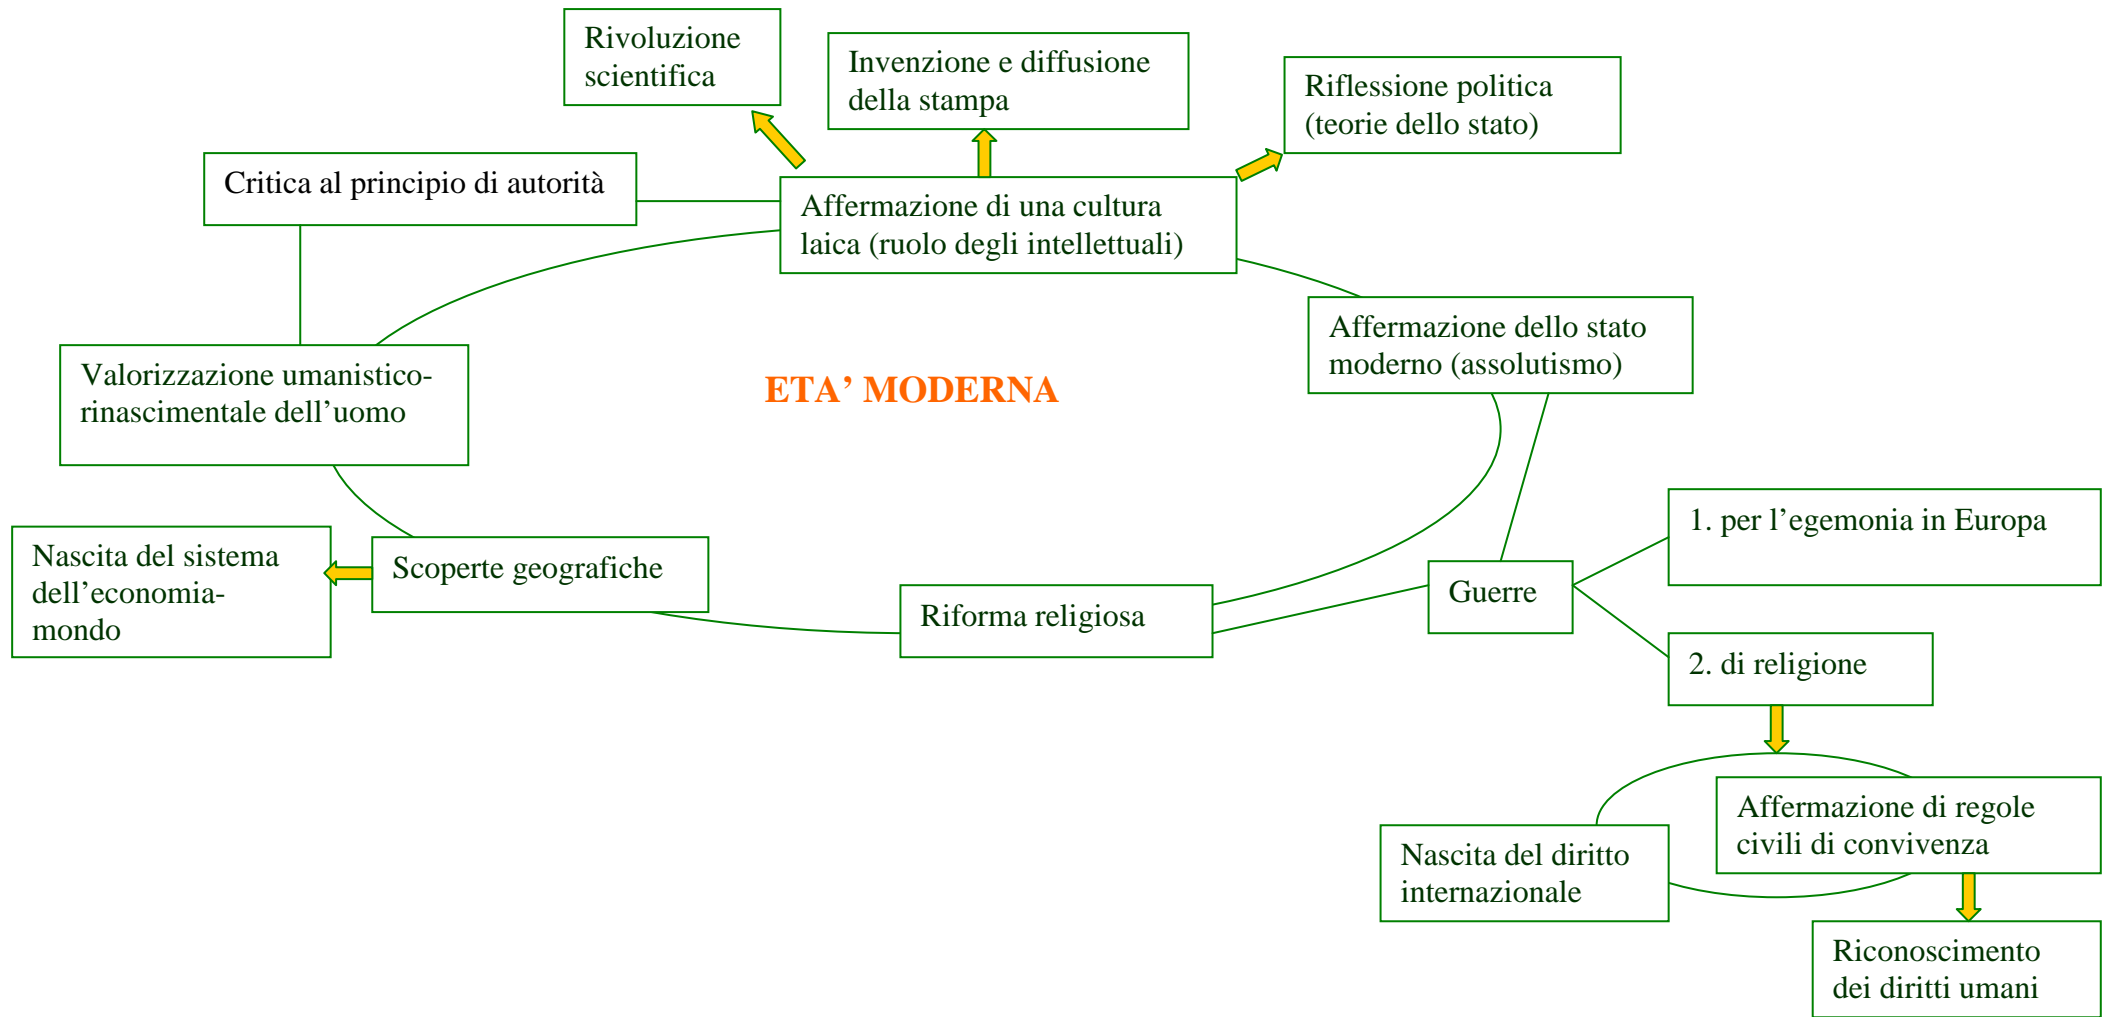 Rivoluzione
scientifica
Invenzione e diffusione
della stampa
Riflessione politica
(teorie dello stato)
Critica al principio di autorità
Affermazione di una cultura
laica (ruolo degli intellettuali)
Affermazione dello stato
moderno (assolutismo)
Valorizzazione umanistico-
rinascimentale dell’uomo
ETA’ MODERNA
1. per l’egemonia in Europa
Nascita del sistema
dell’economia-
mondo
Scoperte geografiche
Riforma religiosa
Guerre
2. di religione
Affermazione di regole
civili di convivenza
Nascita del diritto
internazionale
Riconoscimento
dei diritti umani